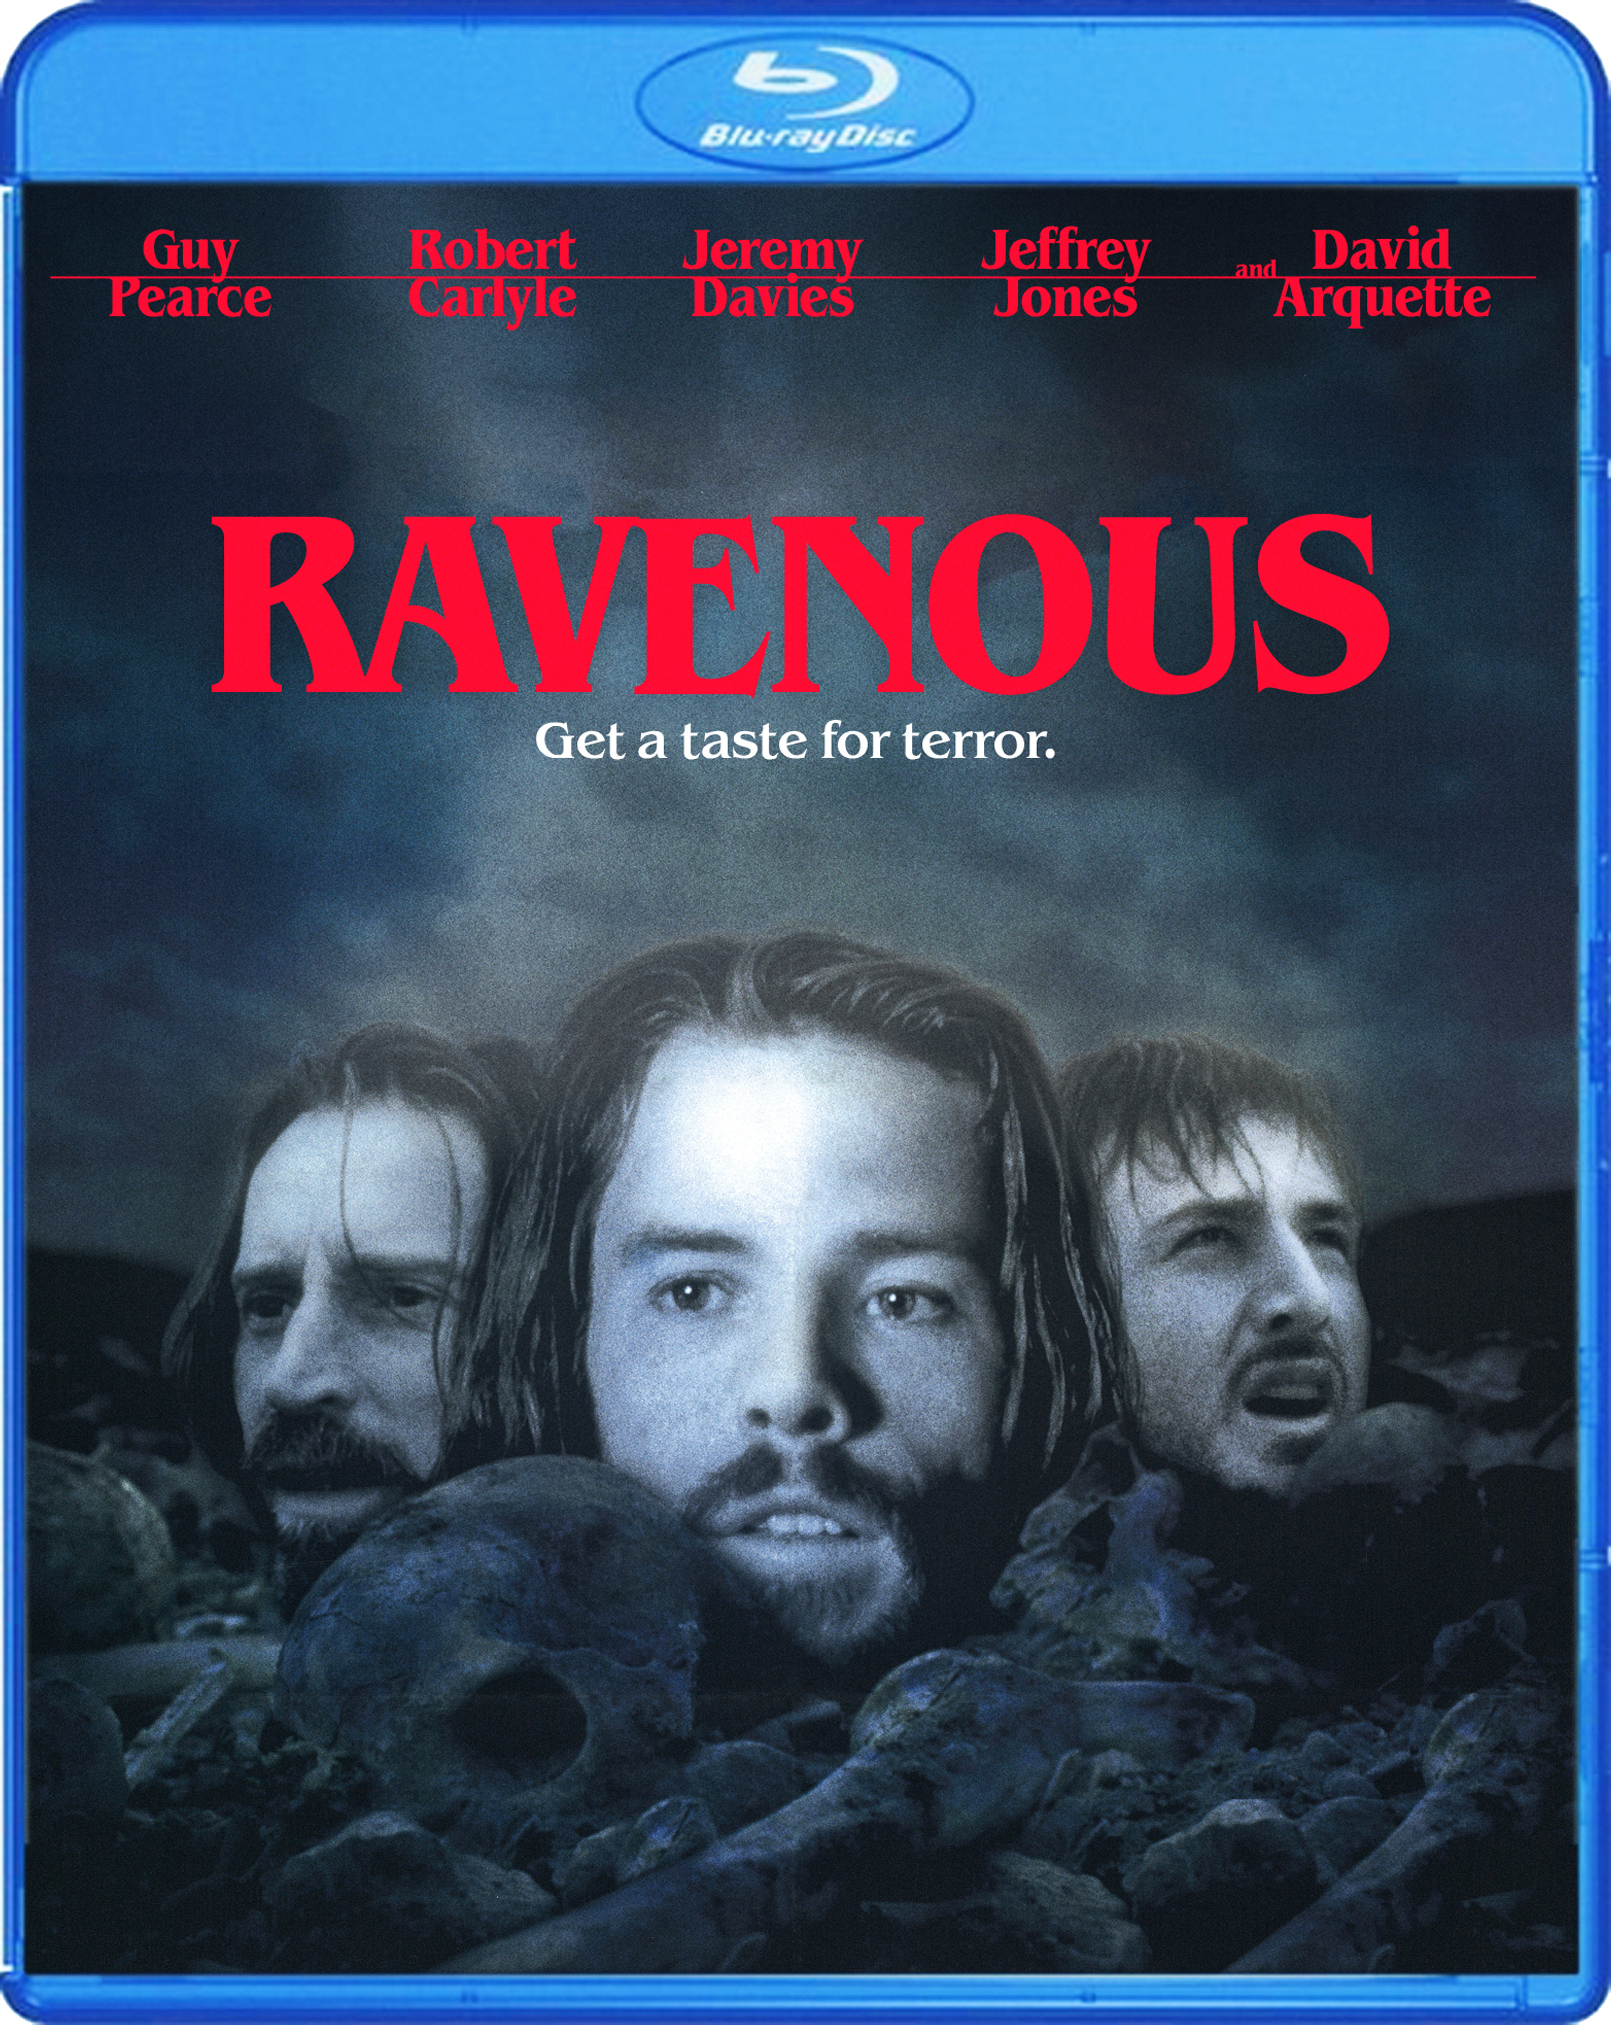 Blu-ray Disc
Guy Pearce
Robert Carlyle
Jeremy Davies
Jeffrey Jones
and David Arquette
RAVENOUS
Get a taste for terror.